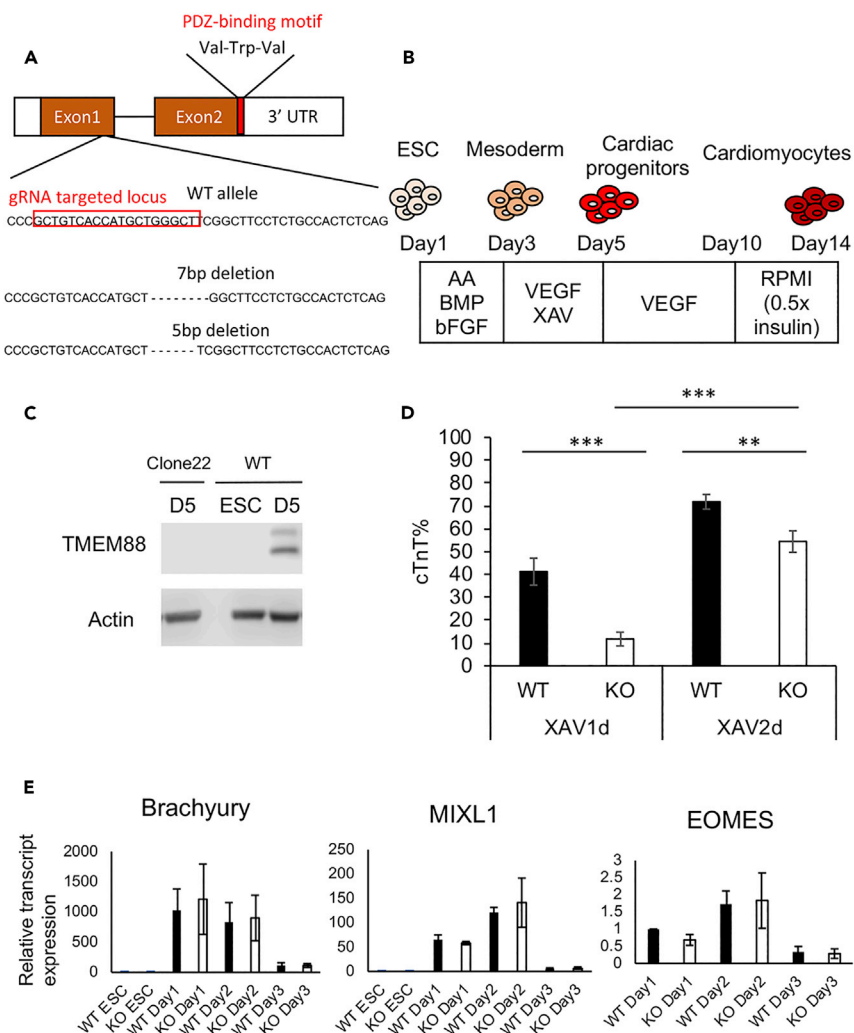 A
PDZ-binding motif
Val-Trp-Val
Exon1
Exon2
3' UTR
gRNA targeted locus
WT allele
CCCGCTGTCACCATGCTGGGCTTCGGCTTCCTCTGCCACTCTCAG
7bp deletion
CCCGCTGTCACCATGCT--------GGCTTCCTCTGCCACTCTCAG
5bp deletion
CCCGCTGTCACCATGCT------TCGGCTTCCTCTGCCACTCTCAG
B
ESC
Mesoderm
Cardiac
progenitors
Cardiomyocytes
Day1
Day3
Day5
Day10
Day14
AA
BMP
bFGF
VEGF
XAV
VEGF
RPMI
(0.5x
insulin)
C
Clone22
WT
D5
ESC
D5
TMEM88
Actin
D
***
***
**
cTnT%
100
90
80
70
60
50
40
30
20
10
0
WT
KO
WT
KO
XAV1d
XAV2d
E
Brachyury
Relative transcript
expression
2000
1500
1000
500
0
WT ESC
KO ESC
WT Day1
KO Day1
WT Day2
KO Day2
WT Day3
KO Day3
MIXL1
250
200
150
100
50
0
WT ESC
KO ESC
WT Day1
KO Day1
WT Day2
KO Day2
WT Day3
KO Day3
EOMES
3
2.5
2
1.5
1
0.5
0
WT Day1
KO Day1
WT Day2
KO Day2
WT Day3
KO Day3